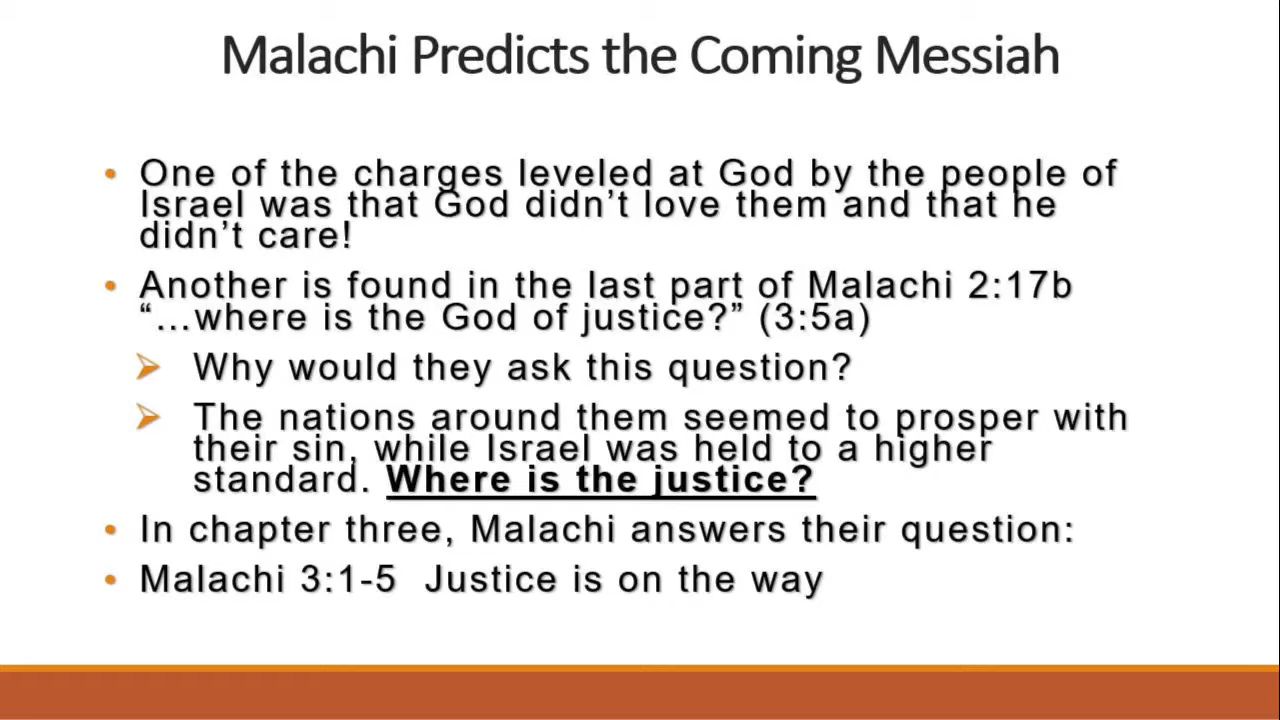 Malachi Predicts the Coming Messiah
• One of the charges leveled at God by the people of
Israel was that God didn’t love them and that he
didn’t care!
• Another is found in the last part of Malachi 2:17b
“…where is the God of justice?” (3:5a)
➢ Why would they ask this question?
➢ The nations around them seemed to prosper with
their sin, while Israel was held to a higher
standard. Where is the justice?
• In chapter three, Malachi answers their question:
• Malachi 3:1-5  Justice is on the way